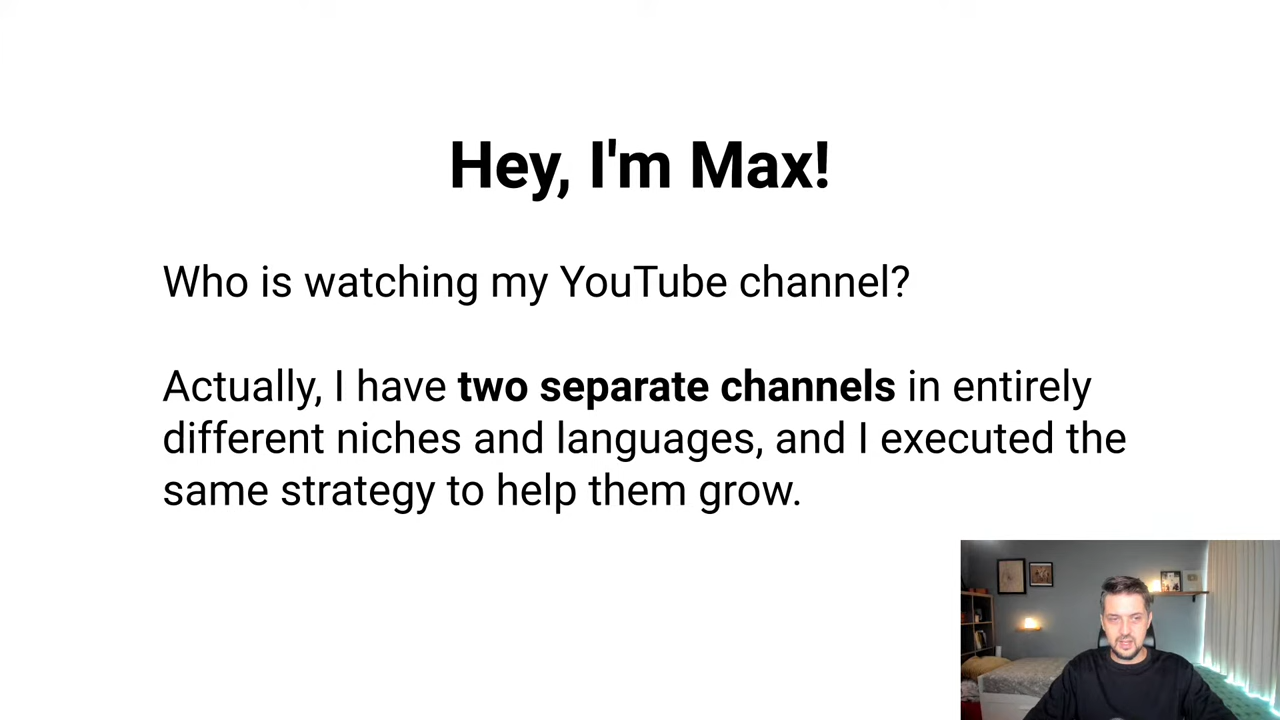 Hey, I'm Max!
Who is watching my YouTube channel?
Actually, I have two separate channels in entirely
different niches and languages, and I executed the
same strategy to help them grow.